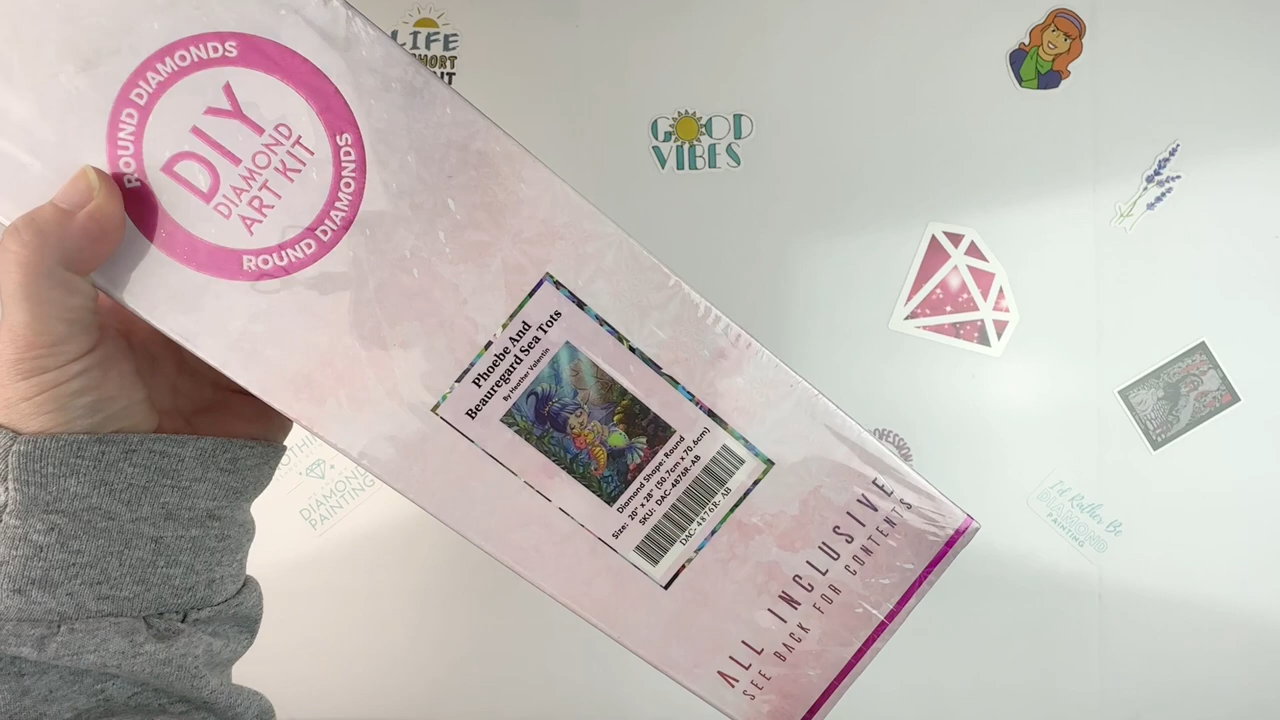 ROUND DIAMONDS
DIY
DIAMOND
ART KIT
ROUND DIAMONDS
LIFE
GOOD
VIBES
Phoebe And
Beauregard Sea Tots
By Heather Valentin
Diamond Shape: Round
Size: 20" x 28" (50.7cm x 70.6cm)
SKU: DAC-4876R-AB
DAC-4876R-AB
ALL INCLUSIVE
SEE BACK FOR CONTENTS
DIAMOND
PAINTING
I'd Rather Be
DIAMOND
PAINTING